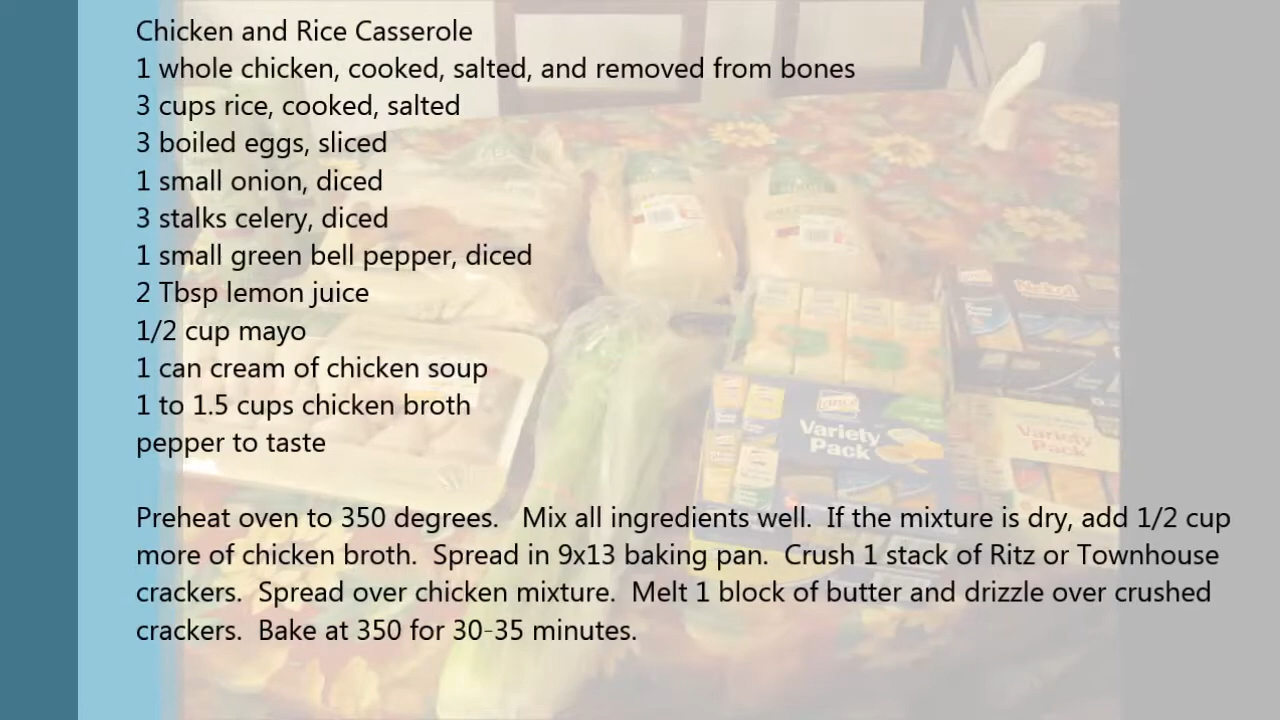 Chicken and Rice Casserole
1 whole chicken, cooked, salted, and removed from bones
3 cups rice, cooked, salted
3 boiled eggs, sliced
1 small onion, diced
3 stalks celery, diced
1 small green bell pepper, diced
2 Tbsp lemon juice
1/2 cup mayo
1 can cream of chicken soup
1 to 1.5 cups chicken broth
pepper to taste
Preheat oven to 350 degrees.   Mix all ingredients well.  If the mixture is dry, add 1/2 cup
more of chicken broth.  Spread in 9x13 baking pan.  Crush 1 stack of Ritz or Townhouse
crackers.  Spread over chicken mixture.  Melt 1 block of butter and drizzle over crushed
crackers.  Bake at 350 for 30-35 minutes.
Lance
Variety
Pack
Nekot
Variety
Pack